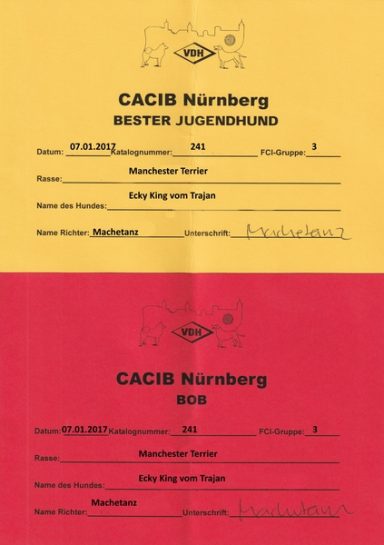 VDH
CACIB Nürnberg
BESTER JUGENDHUND
Datum: 07.01.2017 Katalognummer: 241 FCI-Gruppe: 3
Rasse: Manchester Terrier
Name des Hundes: Ecky King vom Trajan
Name Richter: Machetanz Unterschrift: Machetanz
VDH
CACIB Nürnberg
BOB
Datum: 07.01.2017 Katalognummer: 241 FCI-Gruppe: 3
Rasse: Manchester Terrier
Name des Hundes: Ecky King vom Trajan
Name Richter: Machetanz Unterschrift: Machetanz